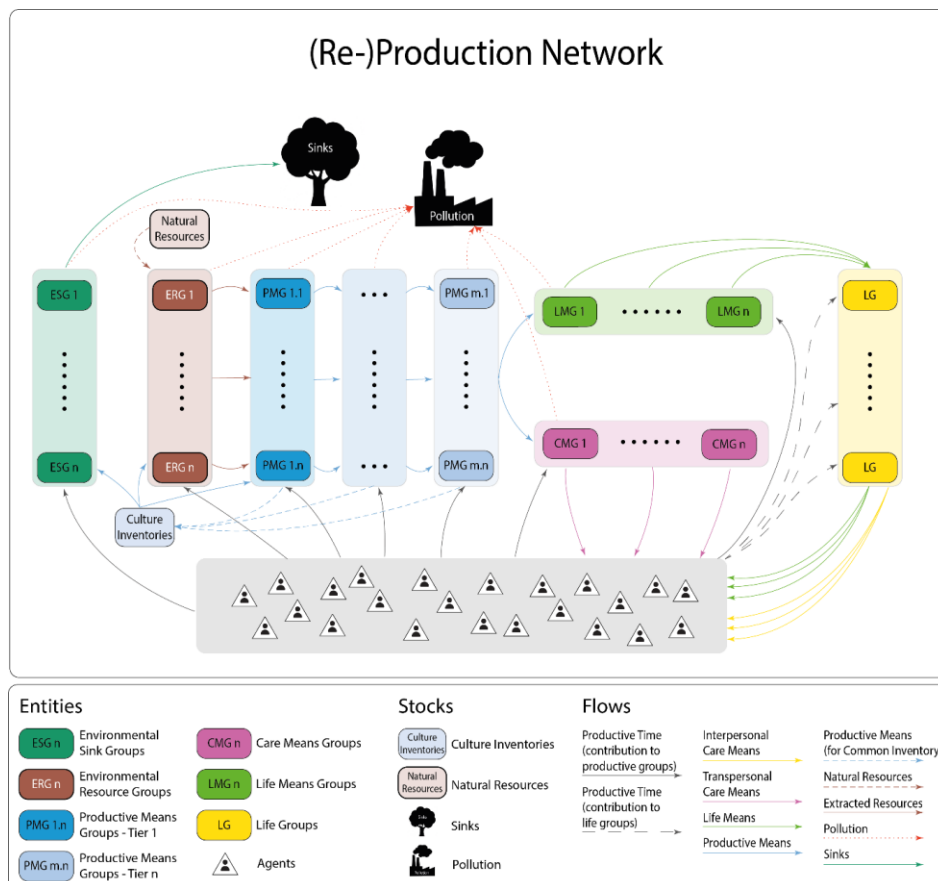 (Re-)Production Network
Sinks
Pollution
Natural
Resources
ESG 1
ERG 1
PMG 1.1
PMG m.1
LMG 1
LMG n
LG
CMG 1
CMG n
ESG n
ERG n
PMG 1.n
PMG m.n
LG
Culture
Inventories
Entities
ESG n
Environmental
Sink Groups
ERG n
Environmental
Resource Groups
PMG 1.n
Productive Means
Groups - Tier 1
PMG m.n
Productive Means
Groups - Tier n
CMG n
Care Means Groups
LMG n
Life Means Groups
LG
Life Groups
Agents
Stocks
Culture
Inventories
Culture Inventories
Natural
Resources
Natural Resources
Sinks
Pollution
Flows
Productive Time
(contribution to
productive groups)
Productive Time
(contribution to
life groups)
Interpersonal
Care Means
Transpersonal
Care Means
Life Means
Productive Means
Productive Means
(for Common Inventory)
Natural Resources
Extracted Resources
Pollution
Sinks